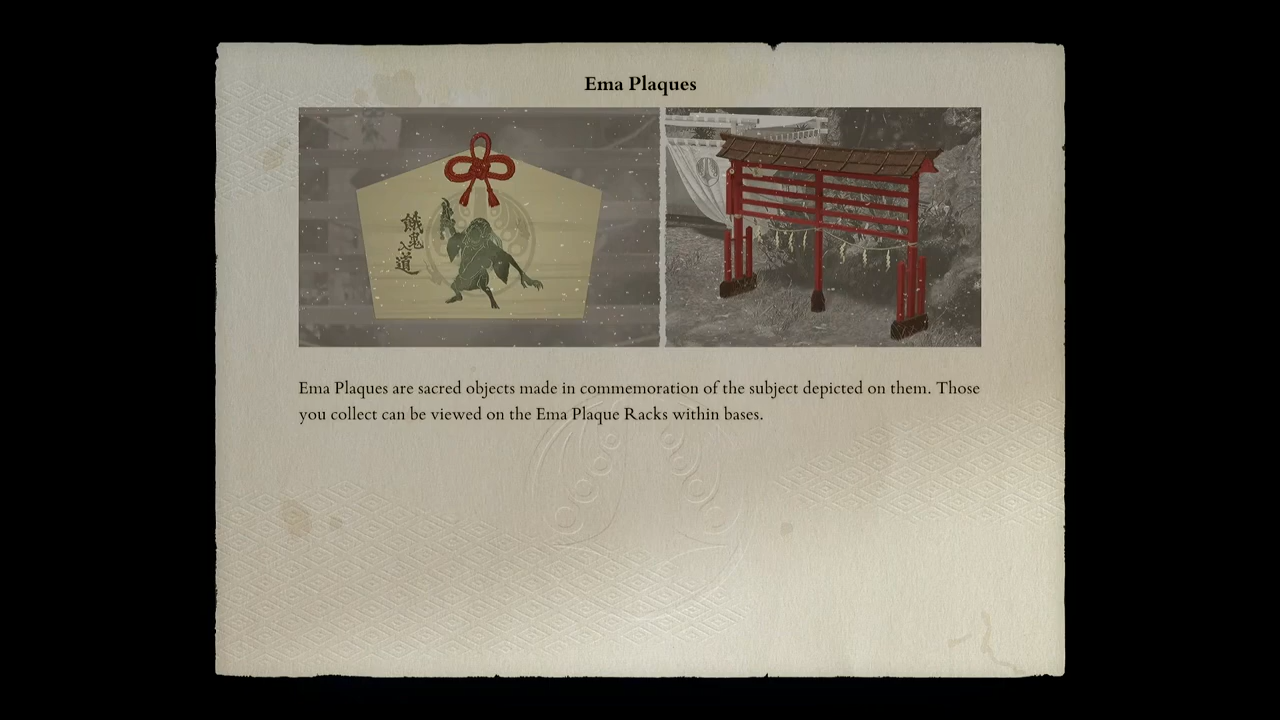 Ema Plaques
餓鬼入道
Ema Plaques are sacred objects made in commemoration of the subject depicted on them. Those
you collect can be viewed on the Ema Plaque Racks within bases.